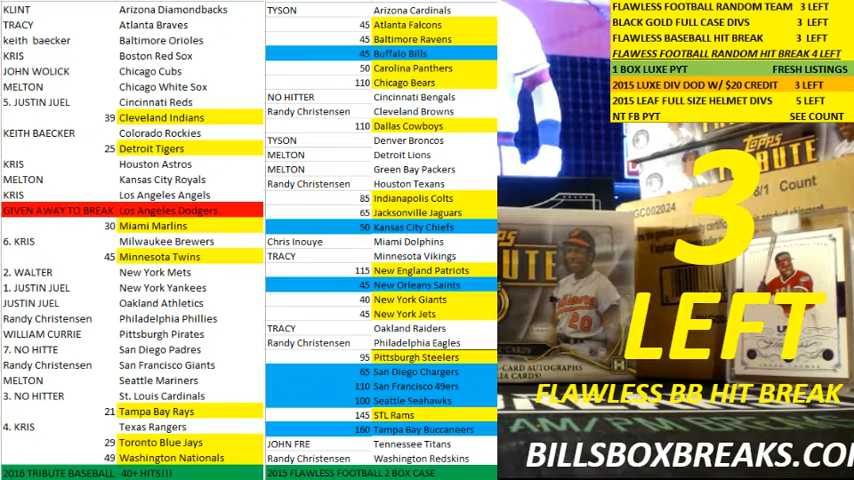 KLINT Arizona Diamondbacks
TRACY Atlanta Braves
keith baecker Baltimore Orioles
KRIS Boston Red Sox
JOHN WOLICK Chicago Cubs
MELTON Chicago White Sox
5. JUSTIN JUEL Cincinnati Reds
39 Cleveland Indians
KEITH BAECKER Colorado Rockies
25 Detroit Tigers
KRIS Houston Astros
MELTON Kansas City Royals
KRIS Los Angeles Angels
GIVEN AWAY TO BREAK Los Angeles Dodgers
30 Miami Marlins
6. KRIS Milwaukee Brewers
45 Minnesota Twins
2. WALTER New York Mets
1. JUSTIN JUEL New York Yankees
JUSTIN JUEL Oakland Athletics
Randy Christensen Philadelphia Phillies
WILLIAM CURRIE Pittsburgh Pirates
7. NO HITTE San Diego Padres
Randy Christensen San Francisco Giants
MELTON Seattle Mariners
3. NO HITTER St. Louis Cardinals
21 Tampa Bay Rays
4. KRIS Texas Rangers
29 Toronto Blue Jays
49 Washington Nationals
2016 TRIBUTE BASEBALL 40+ HITS!!!
TYSON Arizona Cardinals
45 Atlanta Falcons
45 Baltimore Ravens
45 Buffalo Bills
50 Carolina Panthers
110 Chicago Bears
NO HITTER Cincinnati Bengals
Randy Christensen Cleveland Browns
110 Dallas Cowboys
TYSON Denver Broncos
MELTON Detroit Lions
MELTON Green Bay Packers
Randy Christensen Houston Texans
85 Indianapolis Colts
65 Jacksonville Jaguars
50 Kansas City Chiefs
Chris Inouye Miami Dolphins
TRACY Minnesota Vikings
115 New England Patriots
45 New Orleans Saints
40 New York Giants
45 New York Jets
TRACY Oakland Raiders
Randy Christensen Philadelphia Eagles
95 Pittsburgh Steelers
65 San Diego Chargers
110 San Francisco 49ers
100 Seattle Seahawks
145 STL Rams
160 Tampa Bay Buccaneers
JOHN FRE Tennessee Titans
Randy Christensen Washington Redskins
2015 FLAWLESS FOOTBALL 2 BOX CASE
FLAWLESS FOOTBALL RANDOM TEAM 3 LEFT
BLACK GOLD FULL CASE DIVS 3 LEFT
FLAWLESS BASEBALL HIT BREAK 3 LEFT
FLAWLESS FOOTBALL RANDOM HIT BREAK 4 LEFT
1 BOX LUXE PYT FRESH LISTINGS
2015 LUXE DIV DOD W/ $20 CREDIT 3 LEFT
2015 LEAF FULL SIZE HELMET DIVS 5 LEFT
NT FB PYT SEE COUNT
3
LEFT
FLAWLESS BB HIT BREAK
BILLSBOXBREAKS.CO